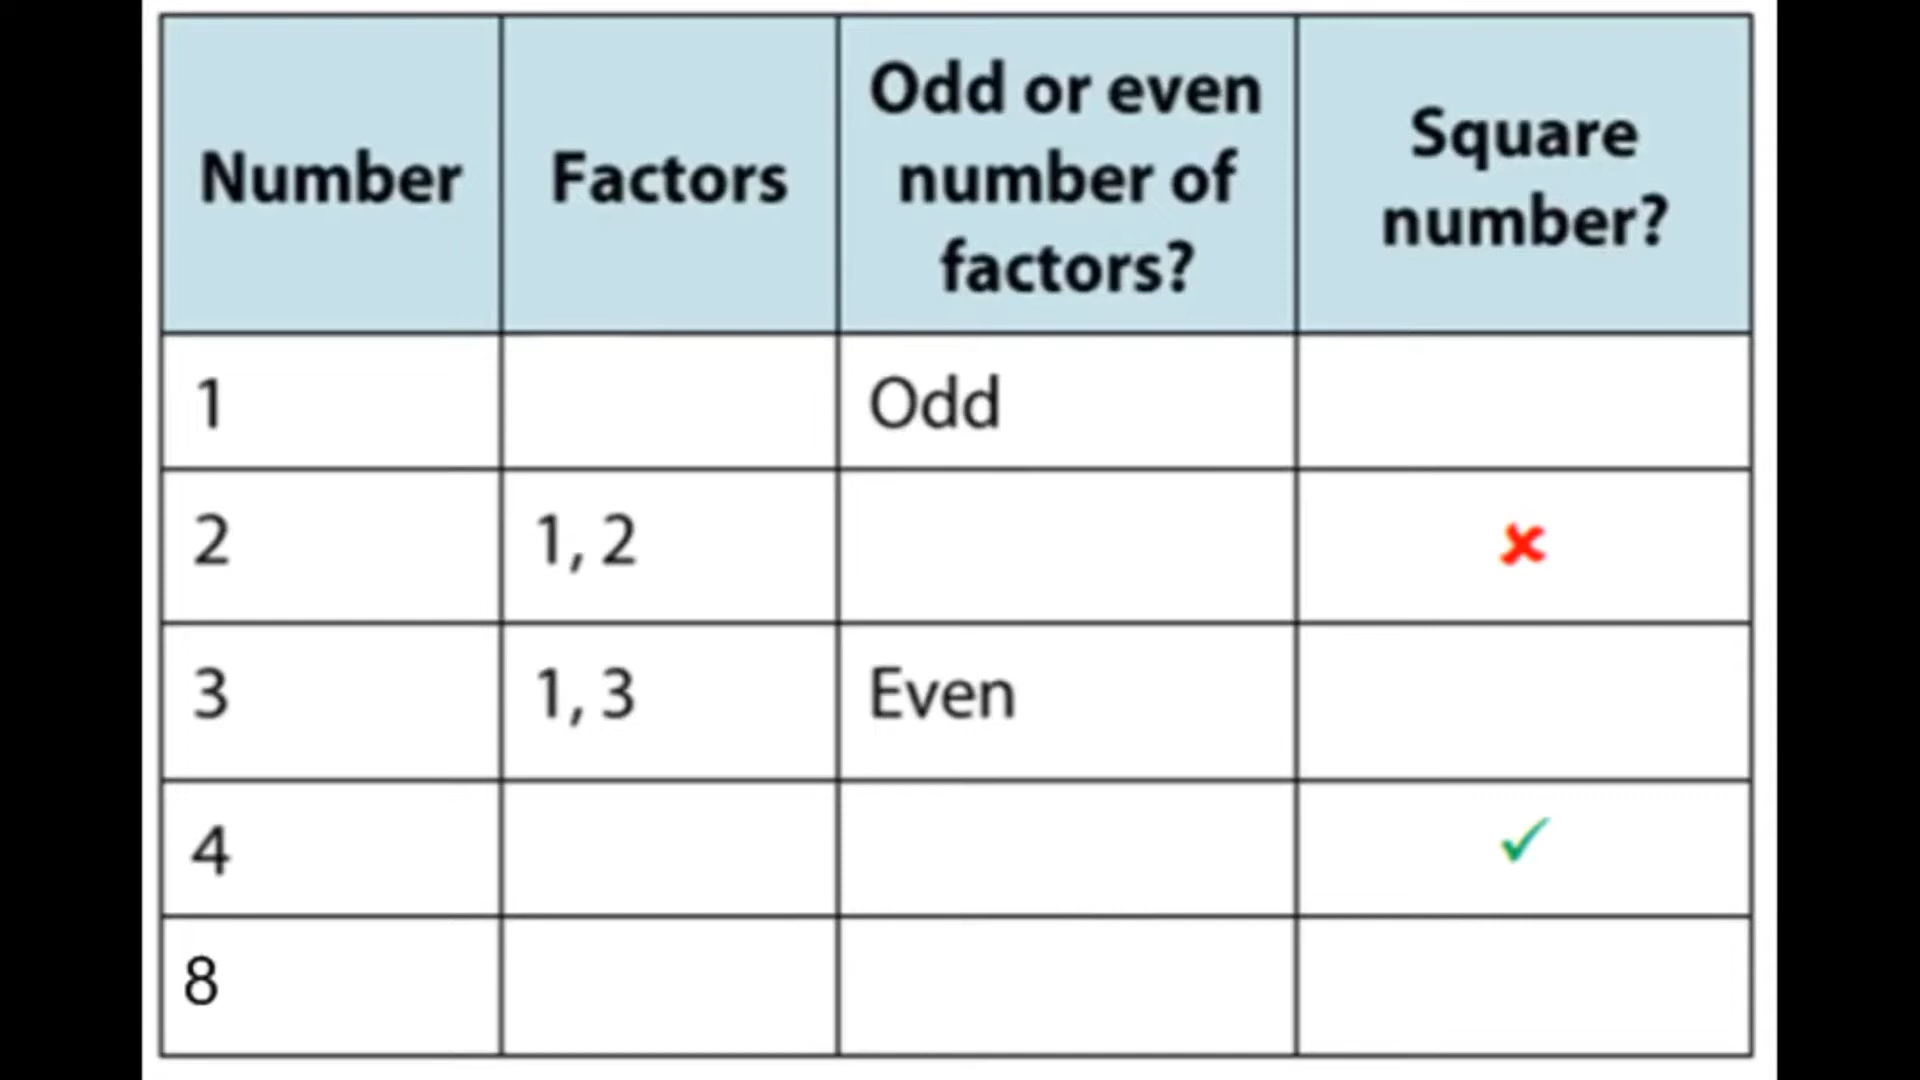 Number
Factors
Odd or even
number of
factors?
Square
number?
1
Odd
2
1, 2
✘
3
1, 3
Even
4
✓
8